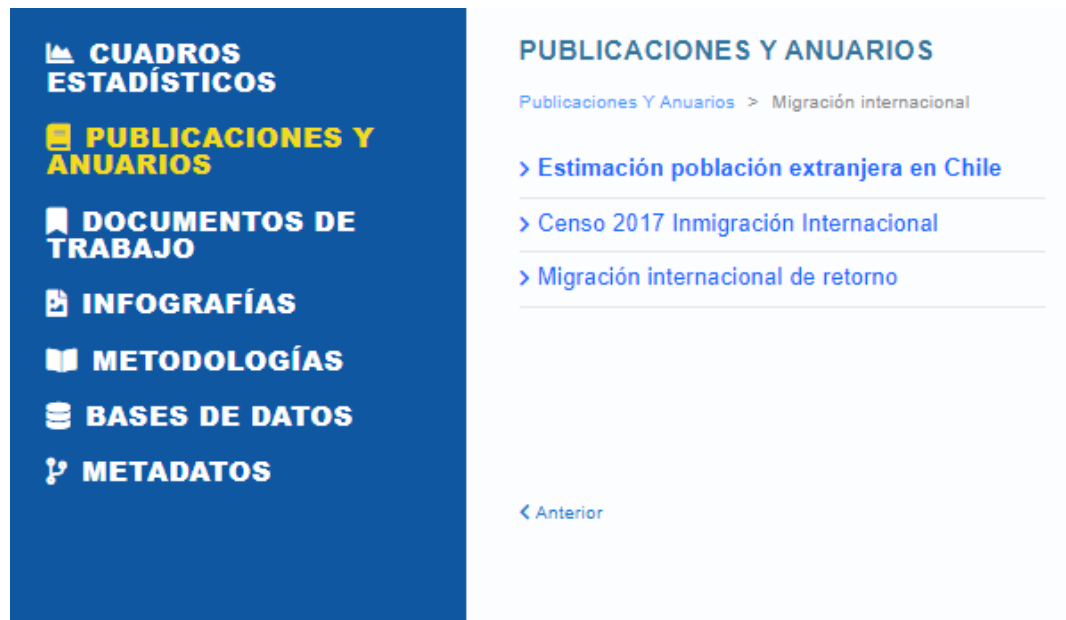 CUADROS
ESTADÍSTICOS
PUBLICACIONES Y
ANUARIOS
DOCUMENTOS DE
TRABAJO
INFOGRAFÍAS
METODOLOGÍAS
BASES DE DATOS
METADATOS
PUBLICACIONES Y ANUARIOS
Publicaciones Y Anuarios > Migración internacional
> Estimación población extranjera en Chile
> Censo 2017 Inmigración Internacional
> Migración internacional de retorno
< Anterior